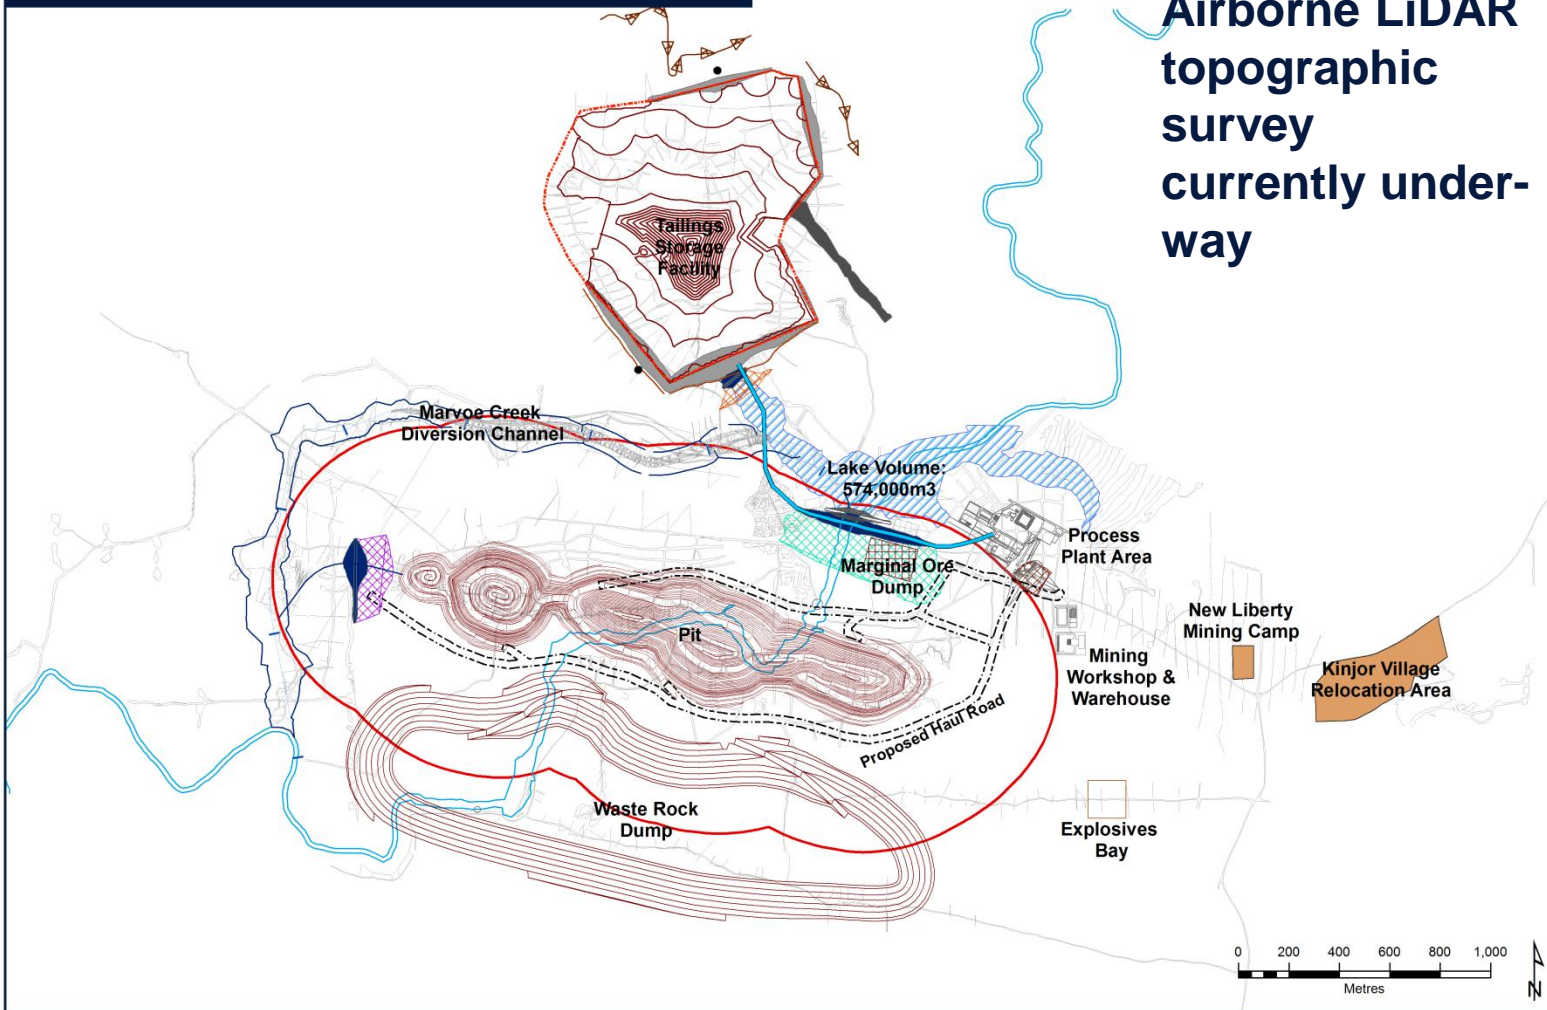 Airborne LiDAR
topographic
survey
currently under-
way
Tailings
Storage
Facility
Marvoe Creek
Diversion Channel
Lake Volume:
574,000m3
Process
Plant Area
Marginal Ore
Dump
New Liberty
Mining Camp
Pit
Mining
Workshop &
Warehouse
Kinjor Village
Relocation Area
Proposed Haul Road
Waste Rock
Dump
Explosives
Bay
0 200 400 600 800 1,000
Metres
N